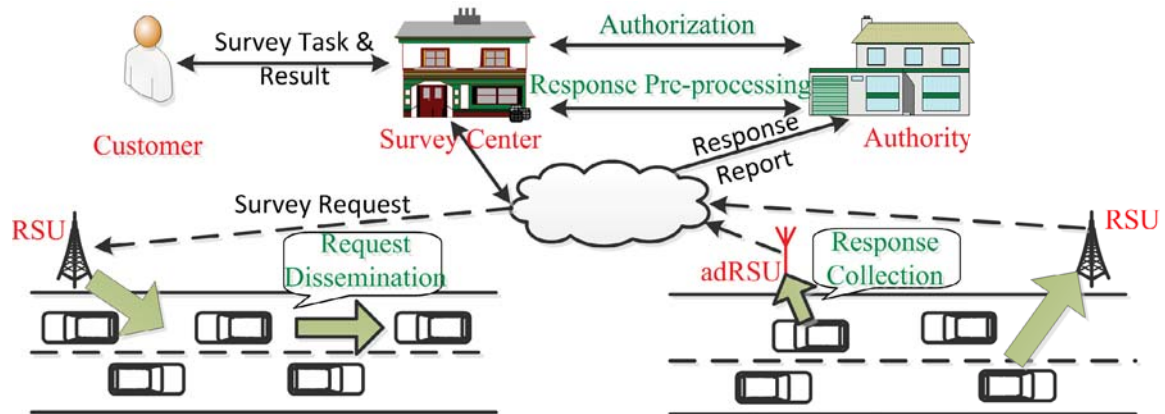 Survey Task &
Result
Authorization
Response Pre-processing
Customer
Survey Center
Authority
Response
Report
Survey Request
RSU
Request
Dissemination
adRSU
Response
Collection
RSU